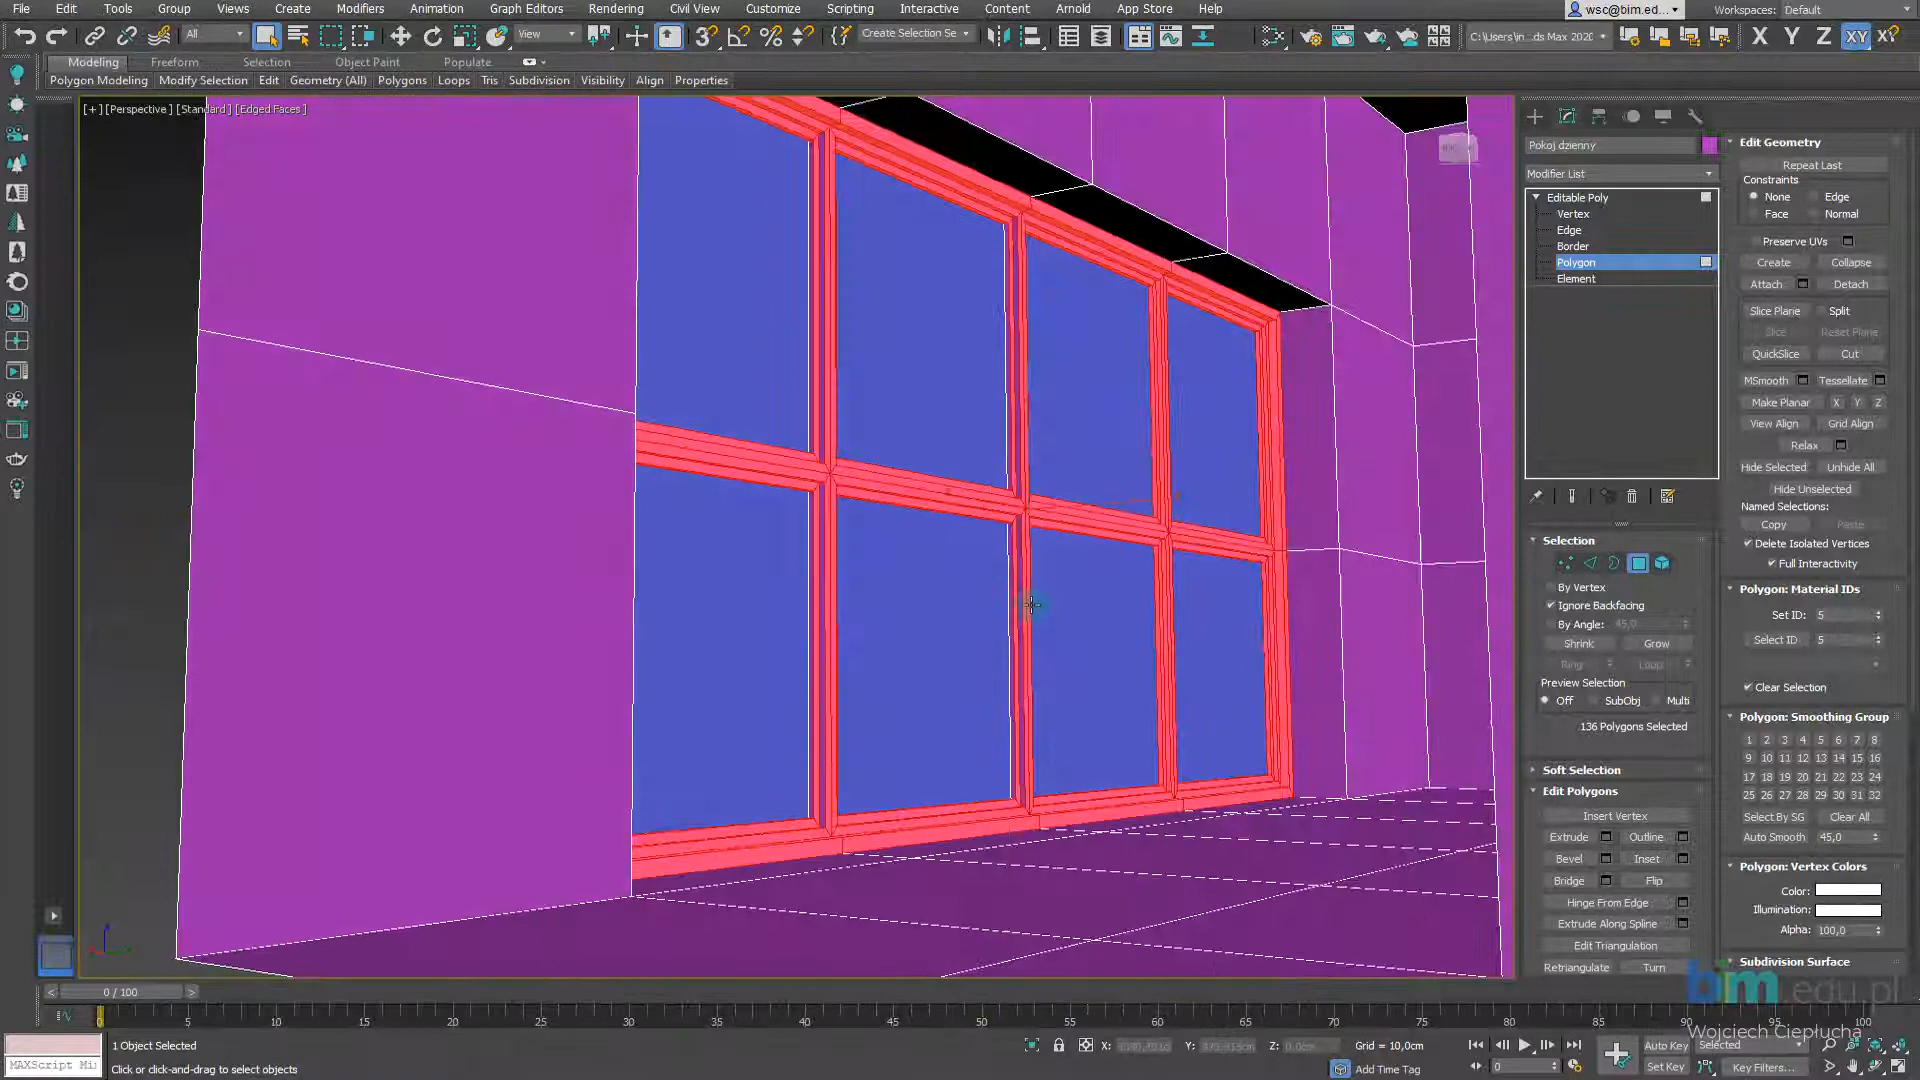 File Edit Tools Group Views Create Modifiers Animation Graph Editors Rendering Civil View Customize Scripting Interactive Content Arnold App Store Help
wsc@bim.ed... Workspaces: Default
All View Create Selection Se C:\Users\in...ds Max 2020 X Y Z XY
Modeling Freeform Selection Object Paint Populate
Polygon Modeling Modify Selection Edit Geometry (All) Polygons Loops Tris Subdivision Visibility Align Properties
[+] [Perspective ] [Standard ] [Edged Faces ]
Pokoj dzienny
Modifier List
Editable Poly
Vertex
Edge
Border
Polygon
Element
Selection
By Vertex
Ignore Backfacing
By Angle: 45,0
Shrink Grow
Ring Loop
Preview Selection
Off SubObj Multi
136 Polygons Selected
Soft Selection
Edit Polygons
Insert Vertex
Extrude Outline
Bevel Inset
Bridge Flip
Hinge From Edge
Extrude Along Spline
Edit Triangulation
Retriangulate Turn
Edit Geometry
Repeat Last
Constraints
None Edge
Face Normal
Preserve UVs
Create Collapse
Attach Detach
Slice Plane Split
Slice Reset Plane
QuickSlice Cut
MSmooth Tessellate
Make Planar X Y Z
View Align Grid Align
Relax
Hide Selected Unhide All
Hide Unselected
Named Selections:
Copy Paste
Delete Isolated Vertices
Full Interactivity
Polygon: Material IDs
Set ID: 5
Select ID 5
Clear Selection
Polygon: Smoothing Group
1 2 3 4 5 6 7 8
9 10 11 12 13 14 15 16
17 18 19 20 21 22 23 24
25 26 27 28 29 30 31 32
Select By SG Clear All
Auto Smooth 45,0
Polygon: Vertex Colors
Color:
Illumination:
Alpha: 100,0
Subdivision Surface
bim.edu.pl
Wojciech Ciepłucha
< 0 / 100 >
0 5 10 15 20 25 30 35 40 45 50 55 60 65 70 75 80 85 90 95 100
1 Object Selected
X: Y: Z: 0,0cm Grid = 10,0cm
Auto Key Selected
MAXScript Mi
Click or click-and-drag to select objects
Add Time Tag
0
Set Key Key Filters...